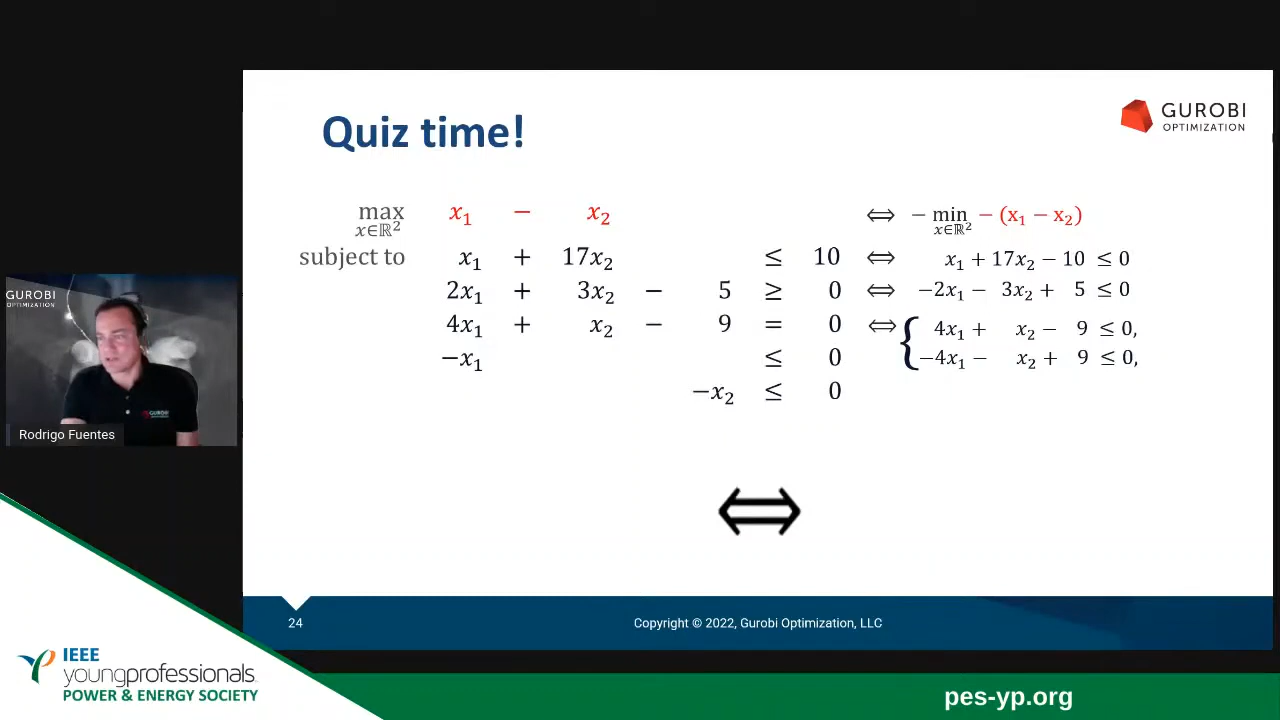 Quiz time!
GUROBI
OPTIMIZATION
max x₁ − x₂ ⟺ − min − (x₁ − x₂)
x∈ℝ² x∈ℝ²
subject to x₁ + 17x₂ ≤ 10 ⟺ x₁ + 17x₂ − 10 ≤ 0
2x₁ + 3x₂ − 5 ≥ 0 ⟺ −2x₁ − 3x₂ + 5 ≤ 0
4x₁ + x₂ − 9 = 0 ⟺ { 4x₁ + x₂ − 9 ≤ 0,
−4x₁ − x₂ + 9 ≤ 0,
−x₁ ≤ 0
−x₂ ≤ 0
⟺
GUROBI
OPTIMIZATION
GUROBI
Rodrigo Fuentes
24
Copyright © 2022, Gurobi Optimization, LLC
IEEE
youngprofessionals
POWER & ENERGY SOCIETY
pes-yp.org